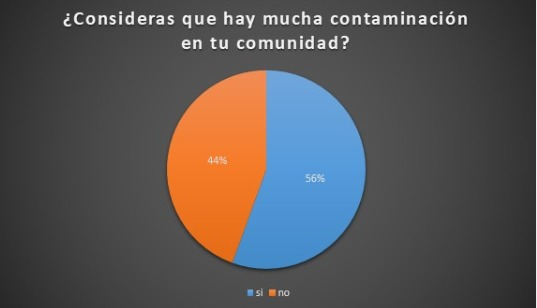 ¿Consideras que hay mucha contaminación
en tu comunidad?
44%
56%
si no